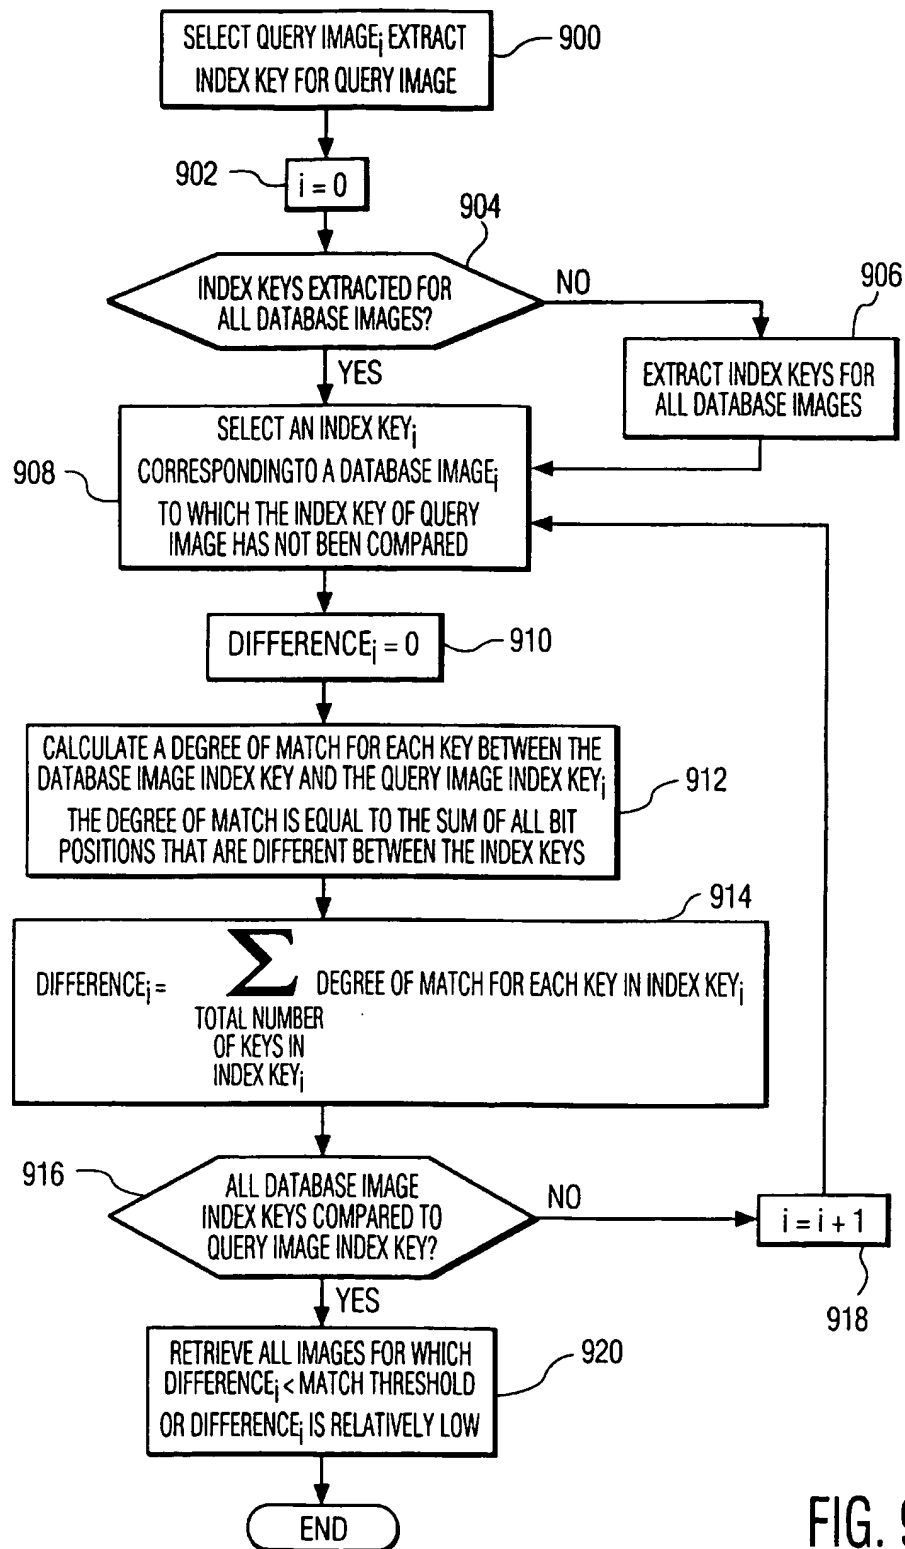 SELECT QUERY IMAGEi EXTRACT
INDEX KEY FOR QUERY IMAGE
900
902
i = 0
904
INDEX KEYS EXTRACTED FOR
ALL DATABASE IMAGES?
NO
906
EXTRACT INDEX KEYS FOR
ALL DATABASE IMAGES
YES
908
SELECT AN INDEX KEYi
CORRESPONDINGTO A DATABASE IMAGEi
TO WHICH THE INDEX KEY OF QUERY
IMAGE HAS NOT BEEN COMPARED
DIFFERENCEi = 0
910
CALCULATE A DEGREE OF MATCH FOR EACH KEY BETWEEN THE
DATABASE IMAGE INDEX KEY AND THE QUERY IMAGE INDEX KEYi
THE DEGREE OF MATCH IS EQUAL TO THE SUM OF ALL BIT
POSITIONS THAT ARE DIFFERENT BETWEEN THE INDEX KEYS
912
914
DIFFERENCEi = Σ DEGREE OF MATCH FOR EACH KEY IN INDEX KEYi
TOTAL NUMBER
OF KEYS IN
INDEX KEYi
916
ALL DATABASE IMAGE
INDEX KEYS COMPARED TO
QUERY IMAGE INDEX KEY?
NO
i = i + 1
918
YES
RETRIEVE ALL IMAGES FOR WHICH
DIFFERENCEi < MATCH THRESHOLD
OR DIFFERENCEi IS RELATIVELY LOW
920
END
FIG. 9